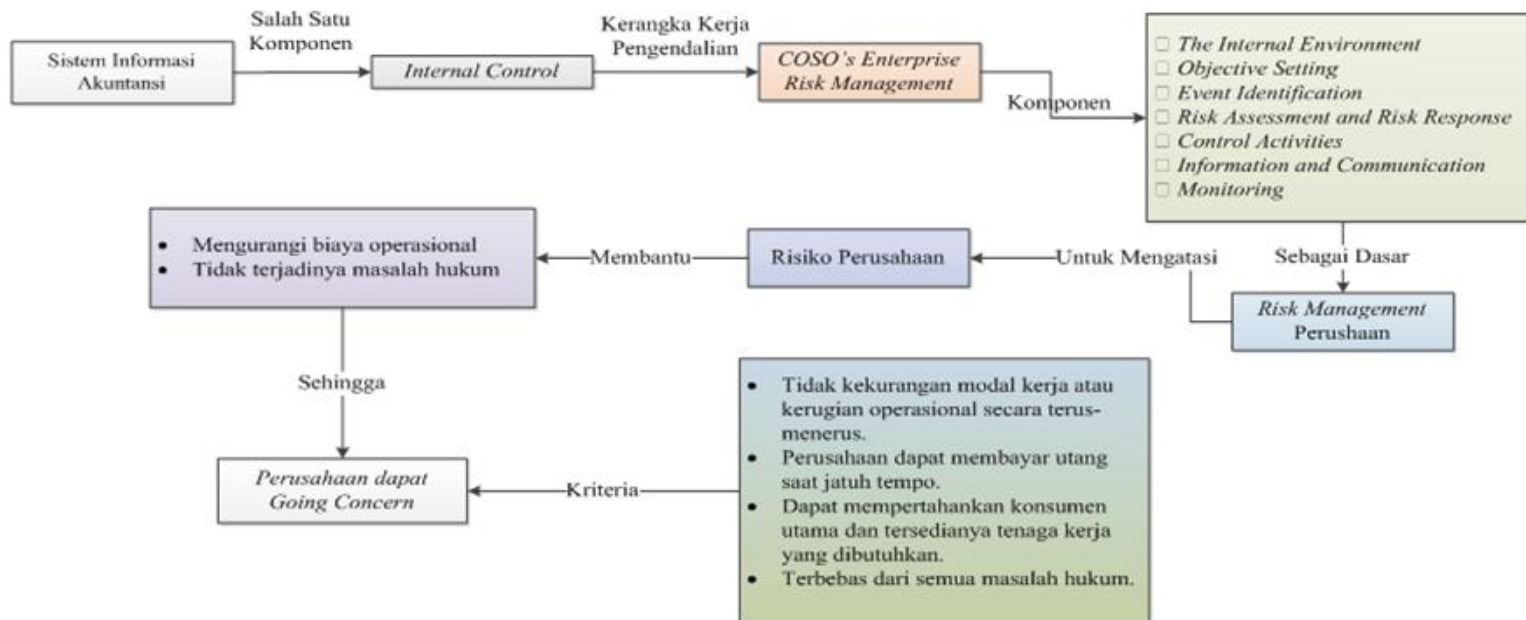 Sistem Informasi
Akuntansi
Salah Satu
Komponen
Internal Control
Kerangka Kerja
Pengendalian
COSO's Enterprise
Risk Management
Komponen
□ The Internal Environment
□ Objective Setting
□ Event Identification
□ Risk Assessment and Risk Response
□ Control Activities
□ Information and Communication
□ Monitoring
Sebagai Dasar
Risk Management
Perushaan
Untuk Mengatasi
Risiko Perusahaan
Membantu
• Mengurangi biaya operasional
• Tidak terjadinya masalah hukum
Sehingga
Perusahaan dapat
Going Concern
Kriteria
• Tidak kekurangan modal kerja atau
kerugian operasional secara terus-
menerus.
• Perusahaan dapat membayar utang
saat jatuh tempo.
• Dapat mempertahankan konsumen
utama dan tersedianya tenaga kerja
yang dibutuhkan.
• Terbebas dari semua masalah hukum.